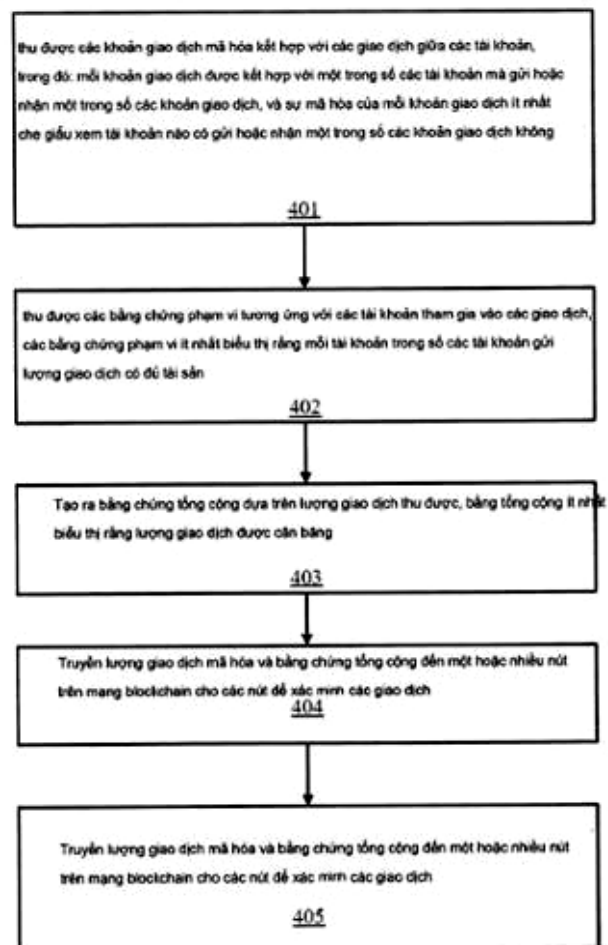 thu được các khoản giao dịch mã hóa kết hợp với các giao dịch giữa các tài khoản,
trong đó: mỗi khoản giao dịch được kết hợp với một trong số các tài khoản mà gửi hoặc
nhận một trong số các khoản giao dịch, và sự mã hóa của mỗi khoản giao dịch ít nhất
che giấu xem tài khoản nào có gửi hoặc nhận một trong số các khoản giao dịch không
401
thu được các bằng chứng phạm vi tương ứng với các tài khoản tham gia vào các giao dịch,
các bằng chứng phạm vi ít nhất biểu thị rằng mỗi tài khoản trong số các tài khoản gửi
lượng giao dịch có đủ tài sản
402
Tạo ra bằng chứng tổng cộng dựa trên lượng giao dịch thu được, bằng tổng cộng ít nhất
biểu thị rằng lượng giao dịch được cân bằng
403
Truyền lượng giao dịch mã hóa và bằng chứng tổng cộng đến một hoặc nhiều nút
trên mạng blockchain cho các nút để xác minh các giao dịch
404
Truyền lượng giao dịch mã hóa và bằng chứng tổng cộng đến một hoặc nhiều nút
trên mạng blockchain cho các nút để xác minh các giao dịch
405